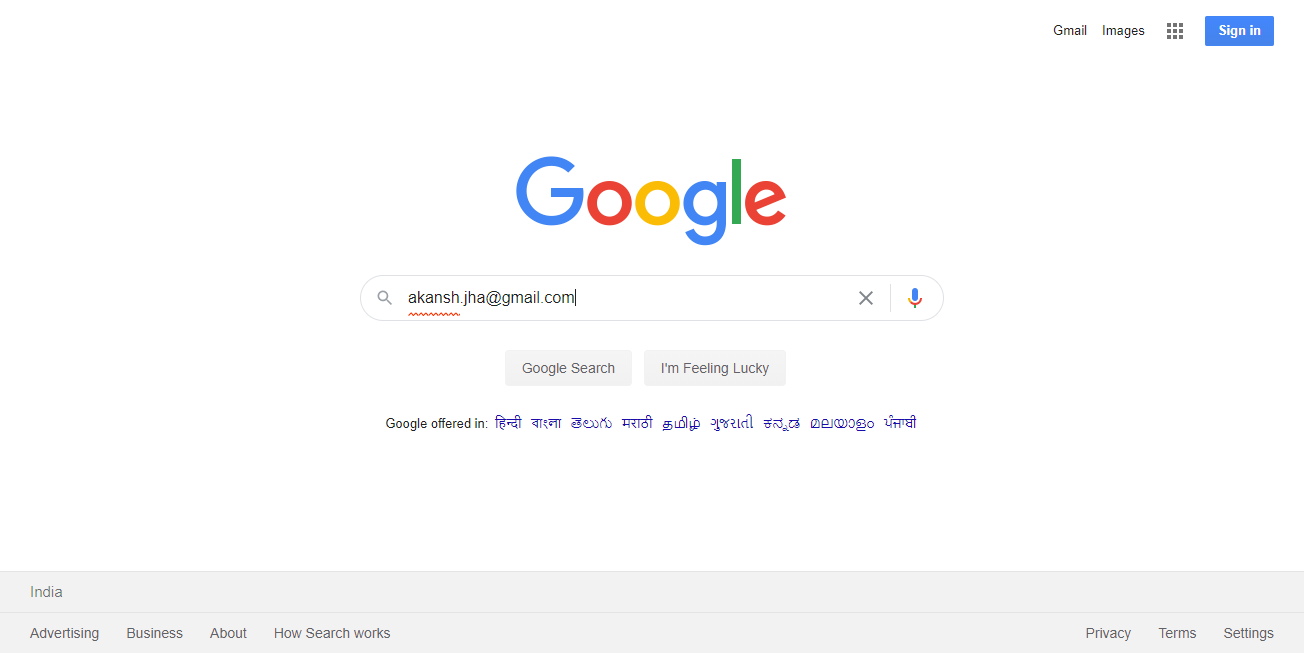 Gmail Images Sign in
Google
akansh.jha@gmail.com
Google Search I'm Feeling Lucky
Google offered in: हिन्दी বাংলা తెలుగు मराठी தமிழ் ગુજરાતી ಕನ್ನಡ മലയാളം ਪੰਜਾਬੀ
India
Advertising Business About How Search works Privacy Terms Settings